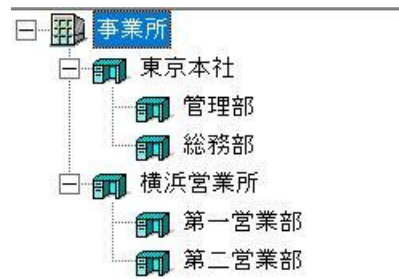 事業所
東京本社
管理部
総務部
横浜営業所
第一営業部
第二営業部